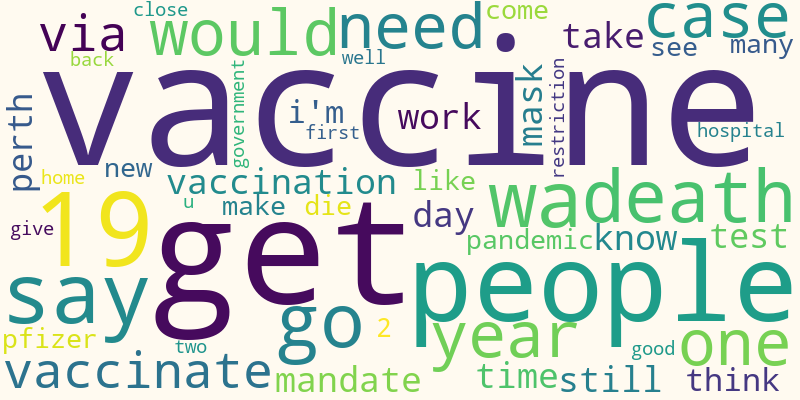 close
come
via
would
need
take
case
see
many
back
well
vaccine
perth
government
i'm
first
work
mask
restriction
hospital
new
home
vaccination
like
wa
death
19
u
make
die
day
give
get
pandemic
know
test
say
go
people
pfizer
2
year
two
good
one
vaccinate
mandate
time
still
think